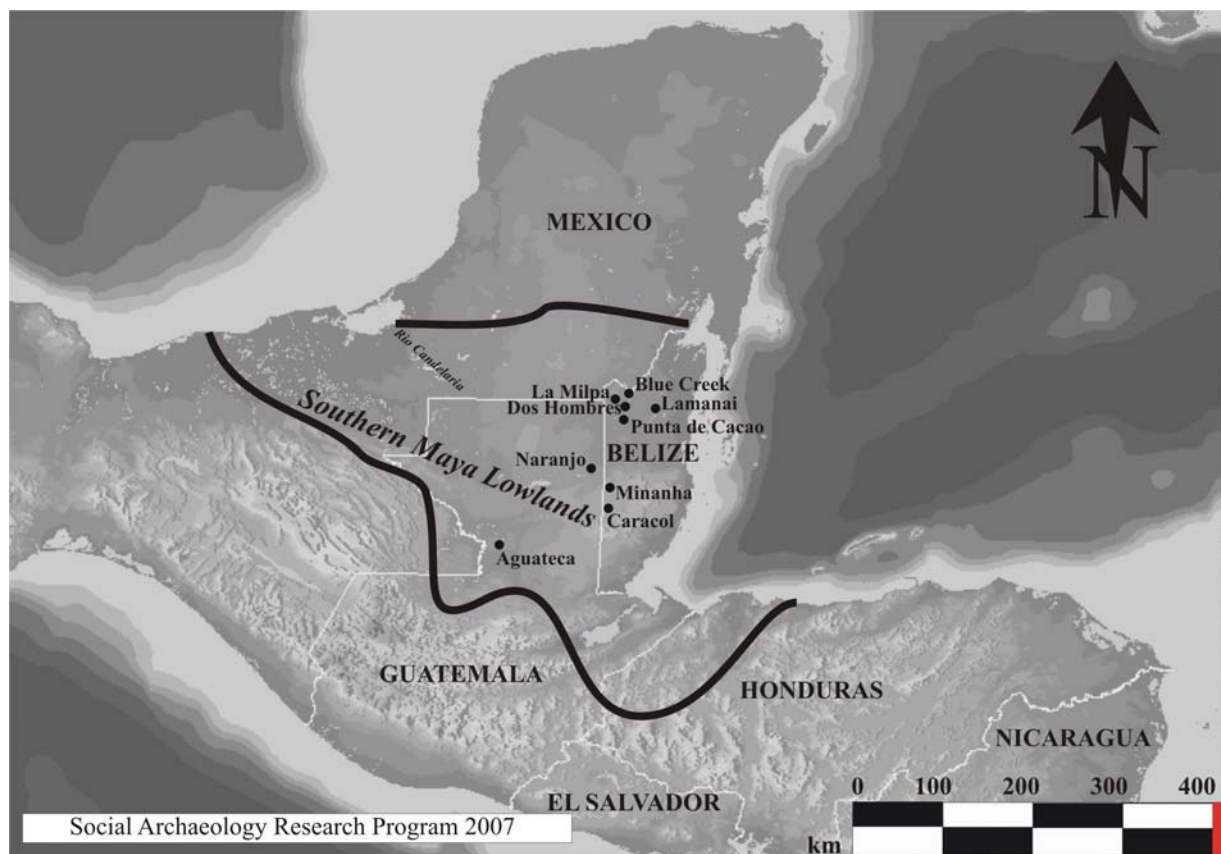 N
MEXICO
Rio Candelaria
Blue Creek
La Milpa
Lamanai
Dos Hombres
Punta de Cacao
BELIZE
Naranjo
Southern Maya Lowlands
Minanha
Caracol
Aguateca
GUATEMALA
HONDURAS
NICARAGUA
EL SALVADOR
0 100 200 300 400
km
Social Archaeology Research Program 2007